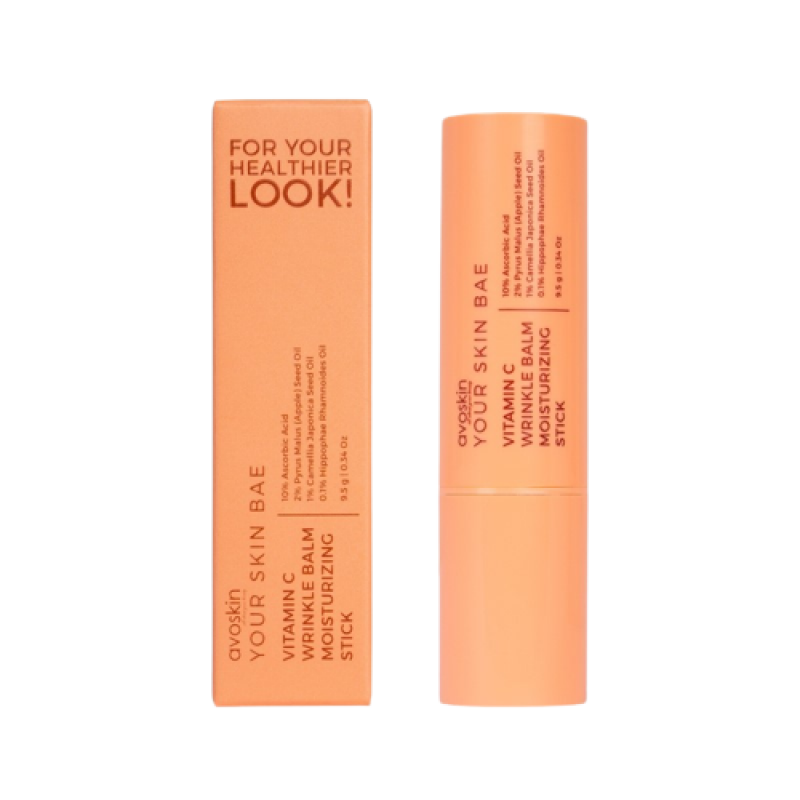 FOR YOUR
HEALTHIER
LOOK!
avoskin
YOUR SKIN BAE
VITAMIN C
WRINKLE BALM
MOISTURIZING
STICK
10% Ascorbic Acid
2% Pyrus Malus (Apple) Seed Oil
1% Camellia Japonica Seed Oil
0.1% Hippophae Rhamnoides Oil
9.5 g | 0.34 Oz
avoskin
YOUR SKIN BAE
VITAMIN C
WRINKLE BALM
MOISTURIZING
STICK
10% Ascorbic Acid
2% Pyrus Malus (Apple) Seed Oil
1% Camellia Japonica Seed Oil
0.1% Hippophae Rhamnoides Oil
9.5 g | 0.34 Oz